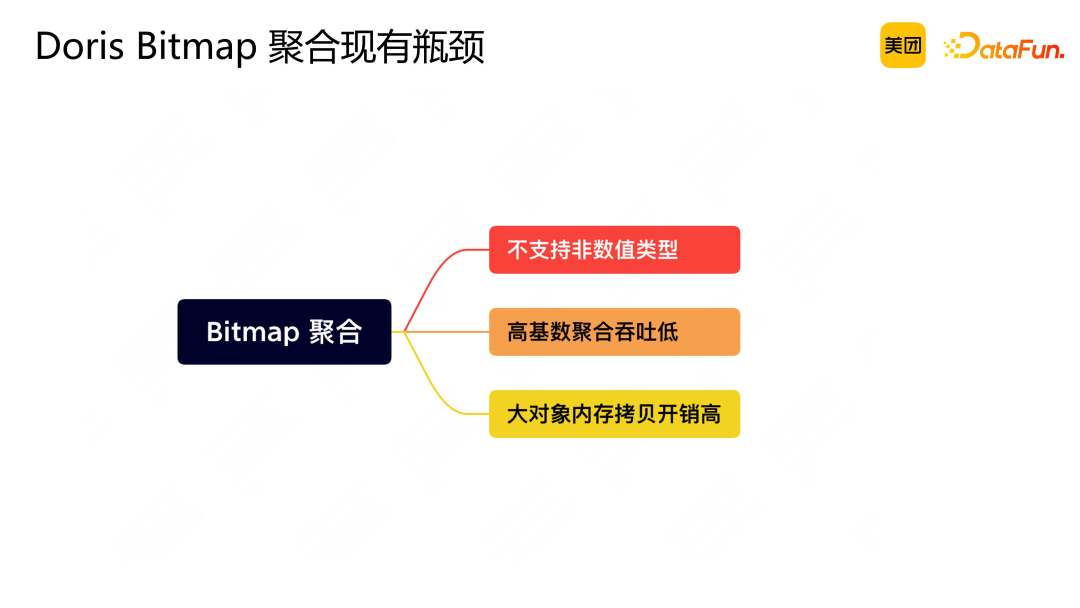 Doris Bitmap 聚合现有瓶颈
美团
DataFun.
不支持非数值类型
Bitmap 聚合
高基数聚合吞吐低
大对象内存拷贝开销高